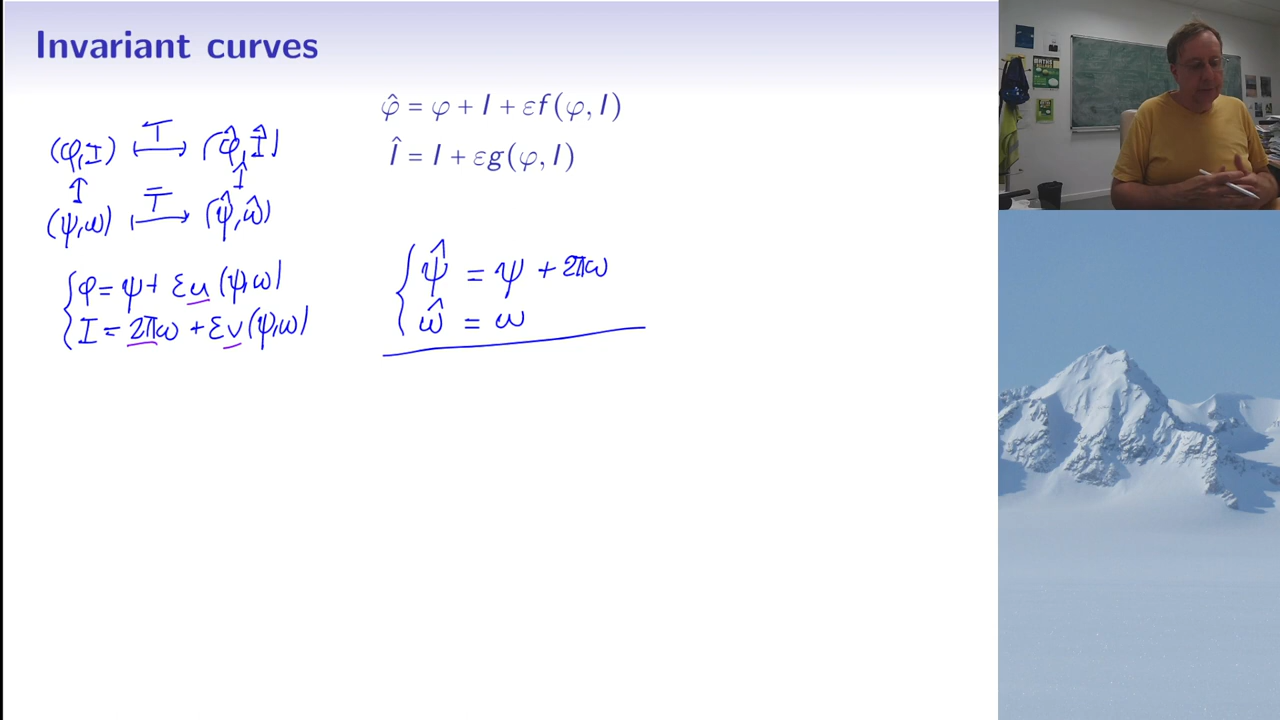 Invariant curves
φ̂ = φ + I + εf(φ, I)
Î = I + εg(φ, I)
(φ,I) ↦ (φ̂,Î)
T
(ψ,ω) ↦ (ψ̂,ω̂)
T̄
φ = ψ + εu(ψ,ω)
I = 2πω + εv(ψ,ω)
ψ̂ = ψ + 2πω
ω̂ = ω